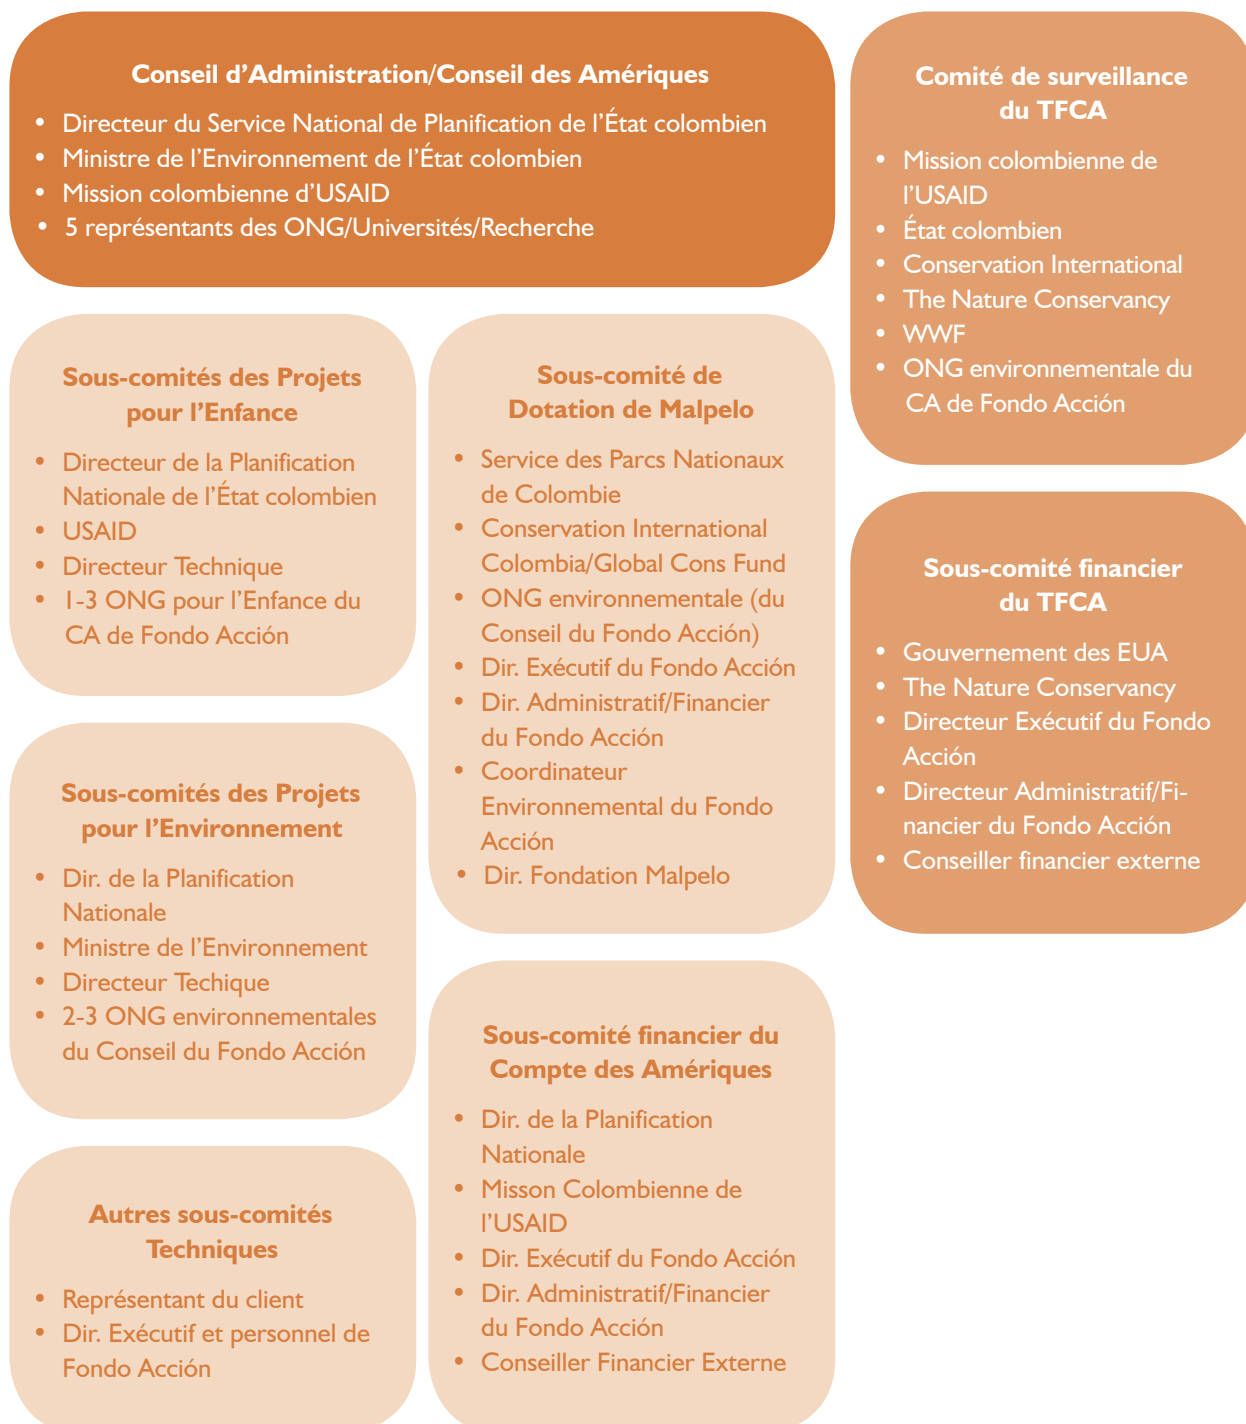 Conseil d’Administration/Conseil des Amériques
• Directeur du Service National de Planification de l’État colombien
• Ministre de l’Environnement de l’État colombien
• Mission colombienne d’USAID
• 5 représentants des ONG/Universités/Recherche
Comité de surveillance
du TFCA
• Mission colombienne de
l’USAID
• État colombien
• Conservation International
• The Nature Conservancy
• WWF
• ONG environnementale du
CA de Fondo Acción
Sous-comités des Projets
pour l’Enfance
• Directeur de la Planification
Nationale de l’État colombien
• USAID
• Directeur Technique
• 1-3 ONG pour l’Enfance du
CA de Fondo Acción
Sous-comité de
Dotation de Malpelo
• Service des Parcs Nationaux
de Colombie
• Conservation International
Colombia/Global Cons Fund
• ONG environnementale (du
Conseil du Fondo Acción)
• Dir. Exécutif du Fondo Acción
• Dir. Administratif/Financier
du Fondo Acción
• Coordinateur
Environnemental du Fondo
Acción
• Dir. Fondation Malpelo
Sous-comité financier
du TFCA
• Gouvernement des EUA
• The Nature Conservancy
• Directeur Exécutif du Fondo
Acción
• Directeur Administratif/Fi-
nancier du Fondo Acción
• Conseiller financier externe
Sous-comités des Projets
pour l’Environnement
• Dir. de la Planification
Nationale
• Ministre de l’Environnement
• Directeur Techique
• 2-3 ONG environnementales
du Conseil du Fondo Acción
Sous-comité financier du
Compte des Amériques
• Dir. de la Planification
Nationale
• Misson Colombienne de
l’USAID
• Dir. Exécutif du Fondo Acción
• Dir. Administratif/Financier
du Fondo Acción
• Conseiller Financier Externe
Autres sous-comités
Techniques
• Représentant du client
• Dir. Exécutif et personnel de
Fondo Acción